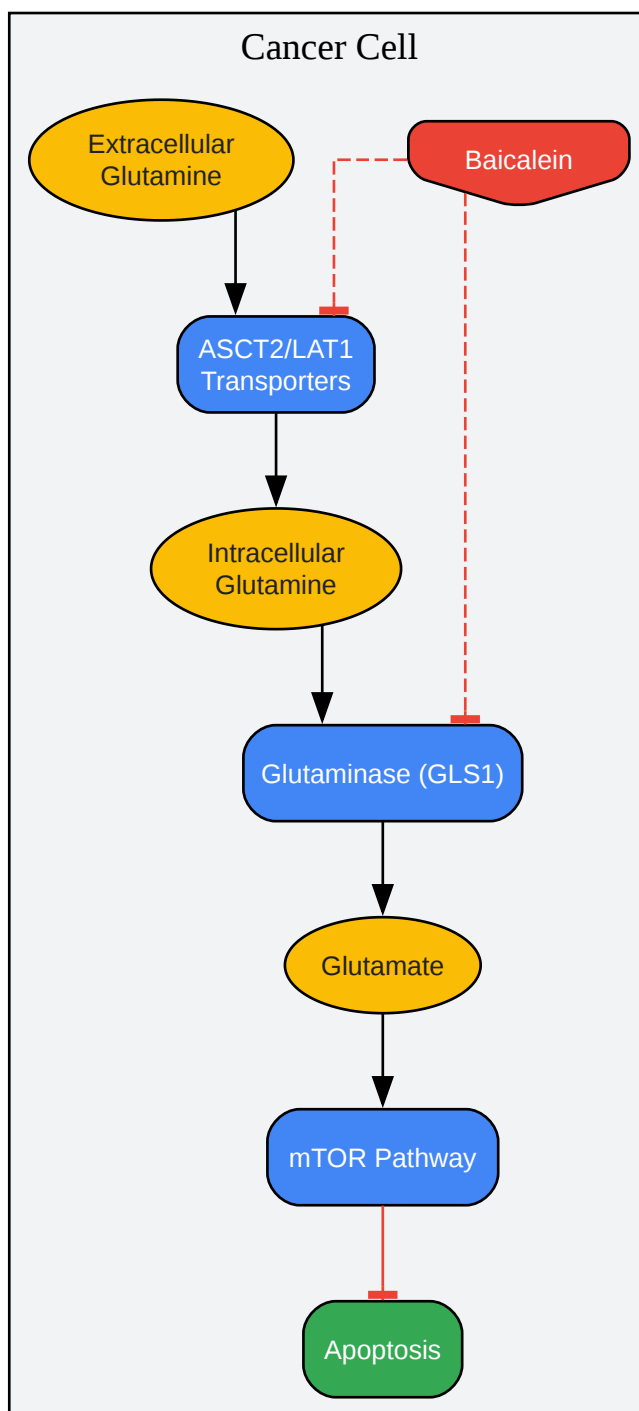 Cancer Cell
Extracellular
Glutamine
Baicalein
ASCT2/LAT1
Transporters
Intracellular
Glutamine
Glutaminase (GLS1)
Glutamate
mTOR Pathway
Apoptosis